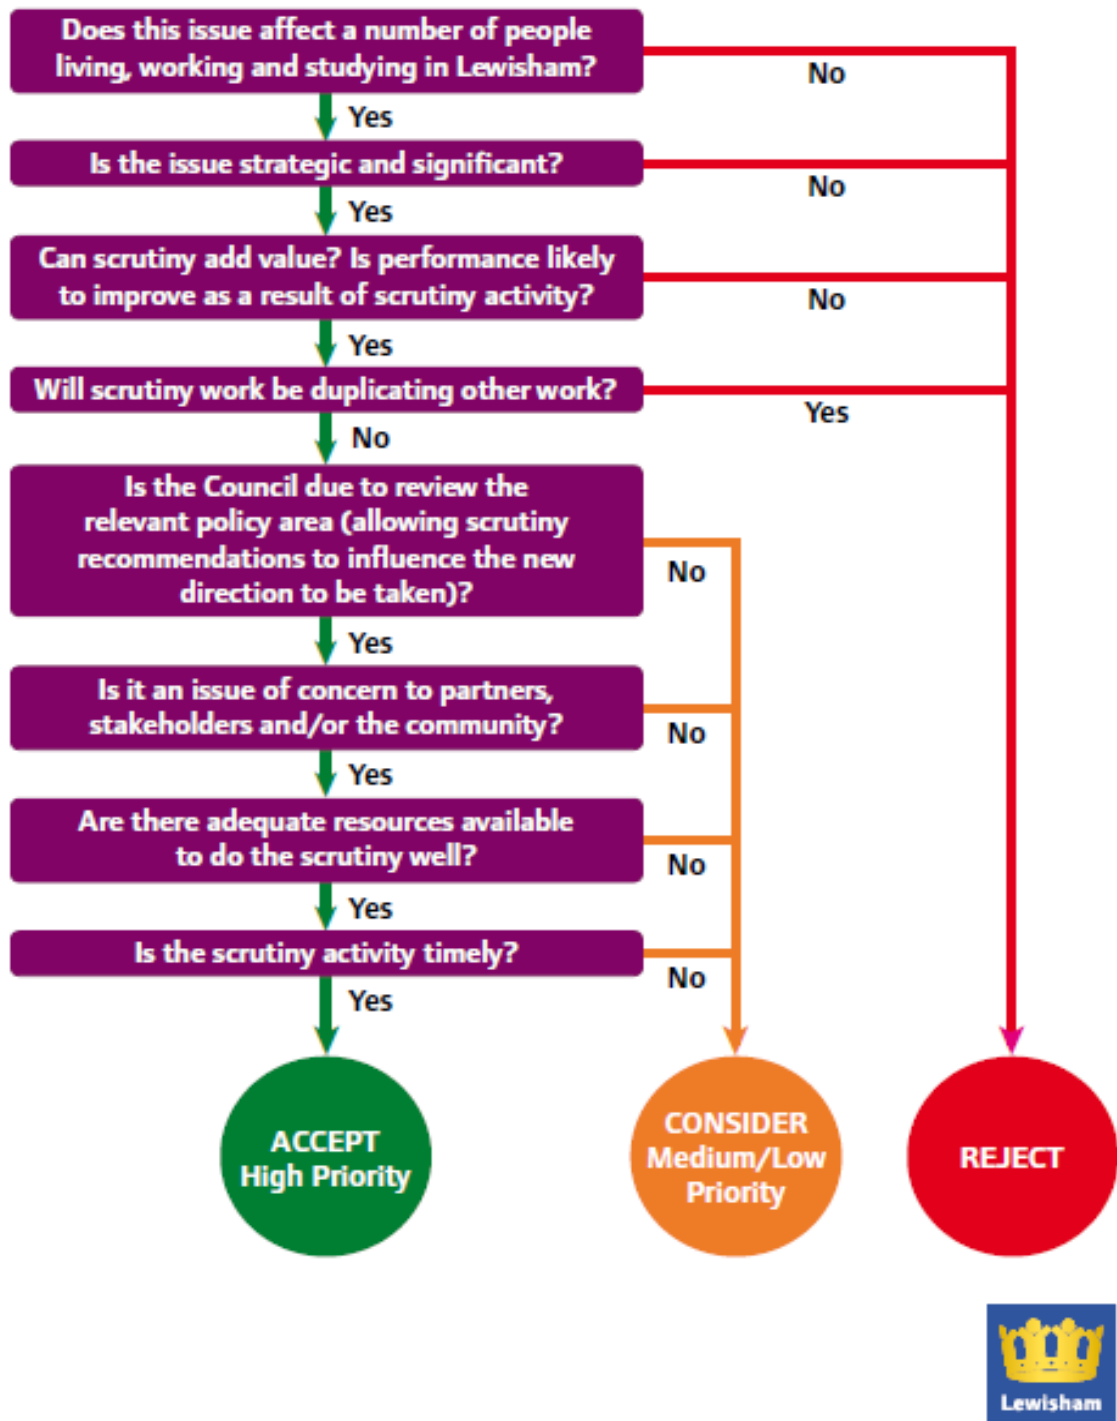 Does this issue affect a number of people
living, working and studying in Lewisham?
No
Yes
Is the issue strategic and significant?
No
Yes
Can scrutiny add value? Is performance likely
to improve as a result of scrutiny activity?
No
Yes
Will scrutiny work be duplicating other work?
Yes
No
Is the Council due to review the
relevant policy area (allowing scrutiny
recommendations to influence the new
direction to be taken)?
No
Yes
Is it an issue of concern to partners,
stakeholders and/or the community?
No
Yes
Are there adequate resources available
to do the scrutiny well?
No
Yes
Is the scrutiny activity timely?
No
Yes
ACCEPT
High Priority
CONSIDER
Medium/Low
Priority
REJECT
Lewisham